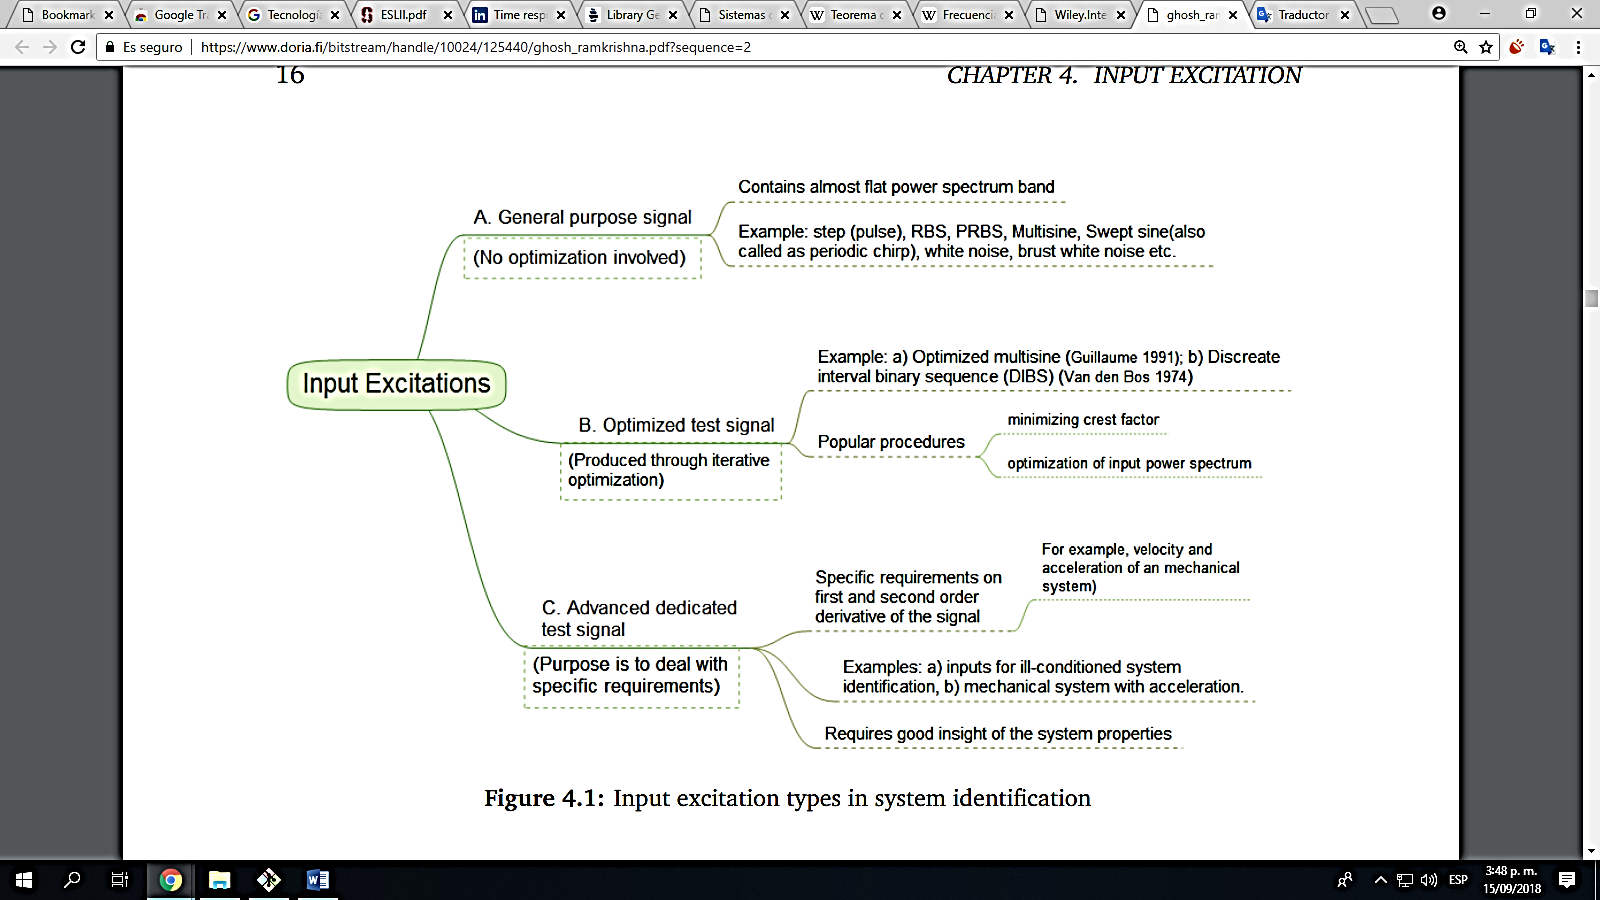 Bookmark
Google Tra
Tecnologí
ESLII.pdf
Time resp
Library Ge
Sistemas
Teorema
Frecuenci
Wiley.Inte
ghosh_ram
Traductor
Es seguro
https://www.doria.fi/bitstream/handle/10024/125440/ghosh_ramkrishna.pdf?sequence=2
16
CHAPTER 4. INPUT EXCITATION
Contains almost flat power spectrum band
A. General purpose signal
(No optimization involved)
Example: step (pulse), RBS, PRBS, Multisine, Swept sine(also
called as periodic chirp), white noise, brust white noise etc.
Input Excitations
Example: a) Optimized multisine (Guillaume 1991); b) Discreate
interval binary sequence (DIBS) (Van den Bos 1974)
B. Optimized test signal
(Produced through iterative
optimization)
Popular procedures
minimizing crest factor
optimization of input power spectrum
For example, velocity and
acceleration of an mechanical
system)
Specific requirements on
first and second order
derivative of the signal
C. Advanced dedicated
test signal
(Purpose is to deal with
specific requirements)
Examples: a) inputs for ill-conditioned system
identification, b) mechanical system with acceleration.
Requires good insight of the system properties
Figure 4.1: Input excitation types in system identification
ESP
3:48 p. m.
15/09/2018